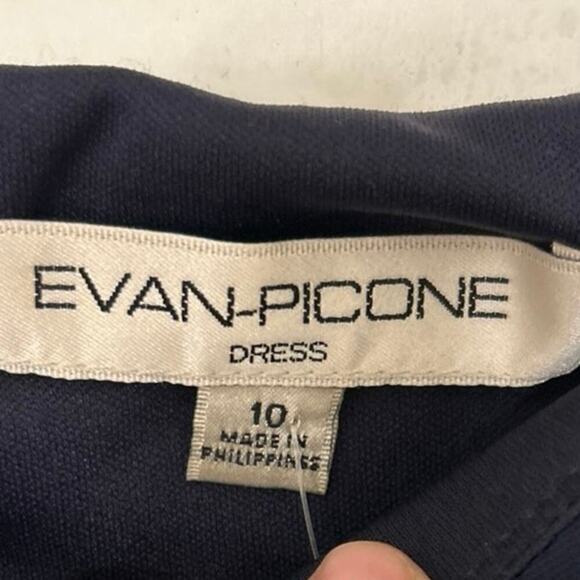 EVAN-PICONE
DRESS
10
MADE IN
PHILIPPINES